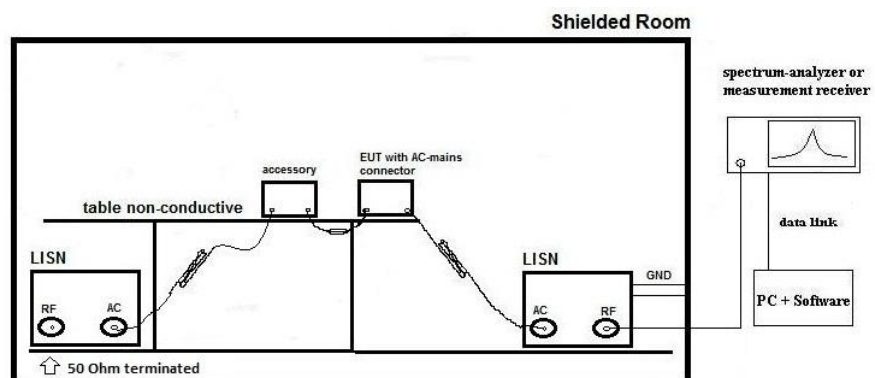 Shielded Room
spectrum-analyzer or
measurement receiver
EUT with AC-mains
connector
accessory
table non-conductive
data link
LISN
LISN
GND
PC + Software
RF
AC
AC
RF
50 Ohm terminated